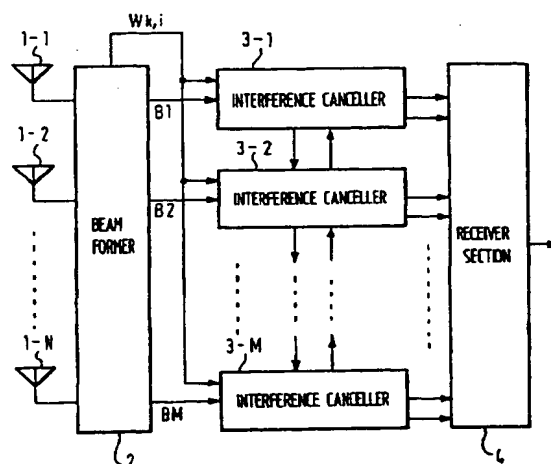 Wk,i
1-1
3-1
INTERFERENCE CANCELLER
B1
1-2
3-2
INTERFERENCE CANCELLER
B2
BEAM
FORMER
RECEIVER
SECTION
1-N
3-M
INTERFERENCE CANCELLER
BM
2
4